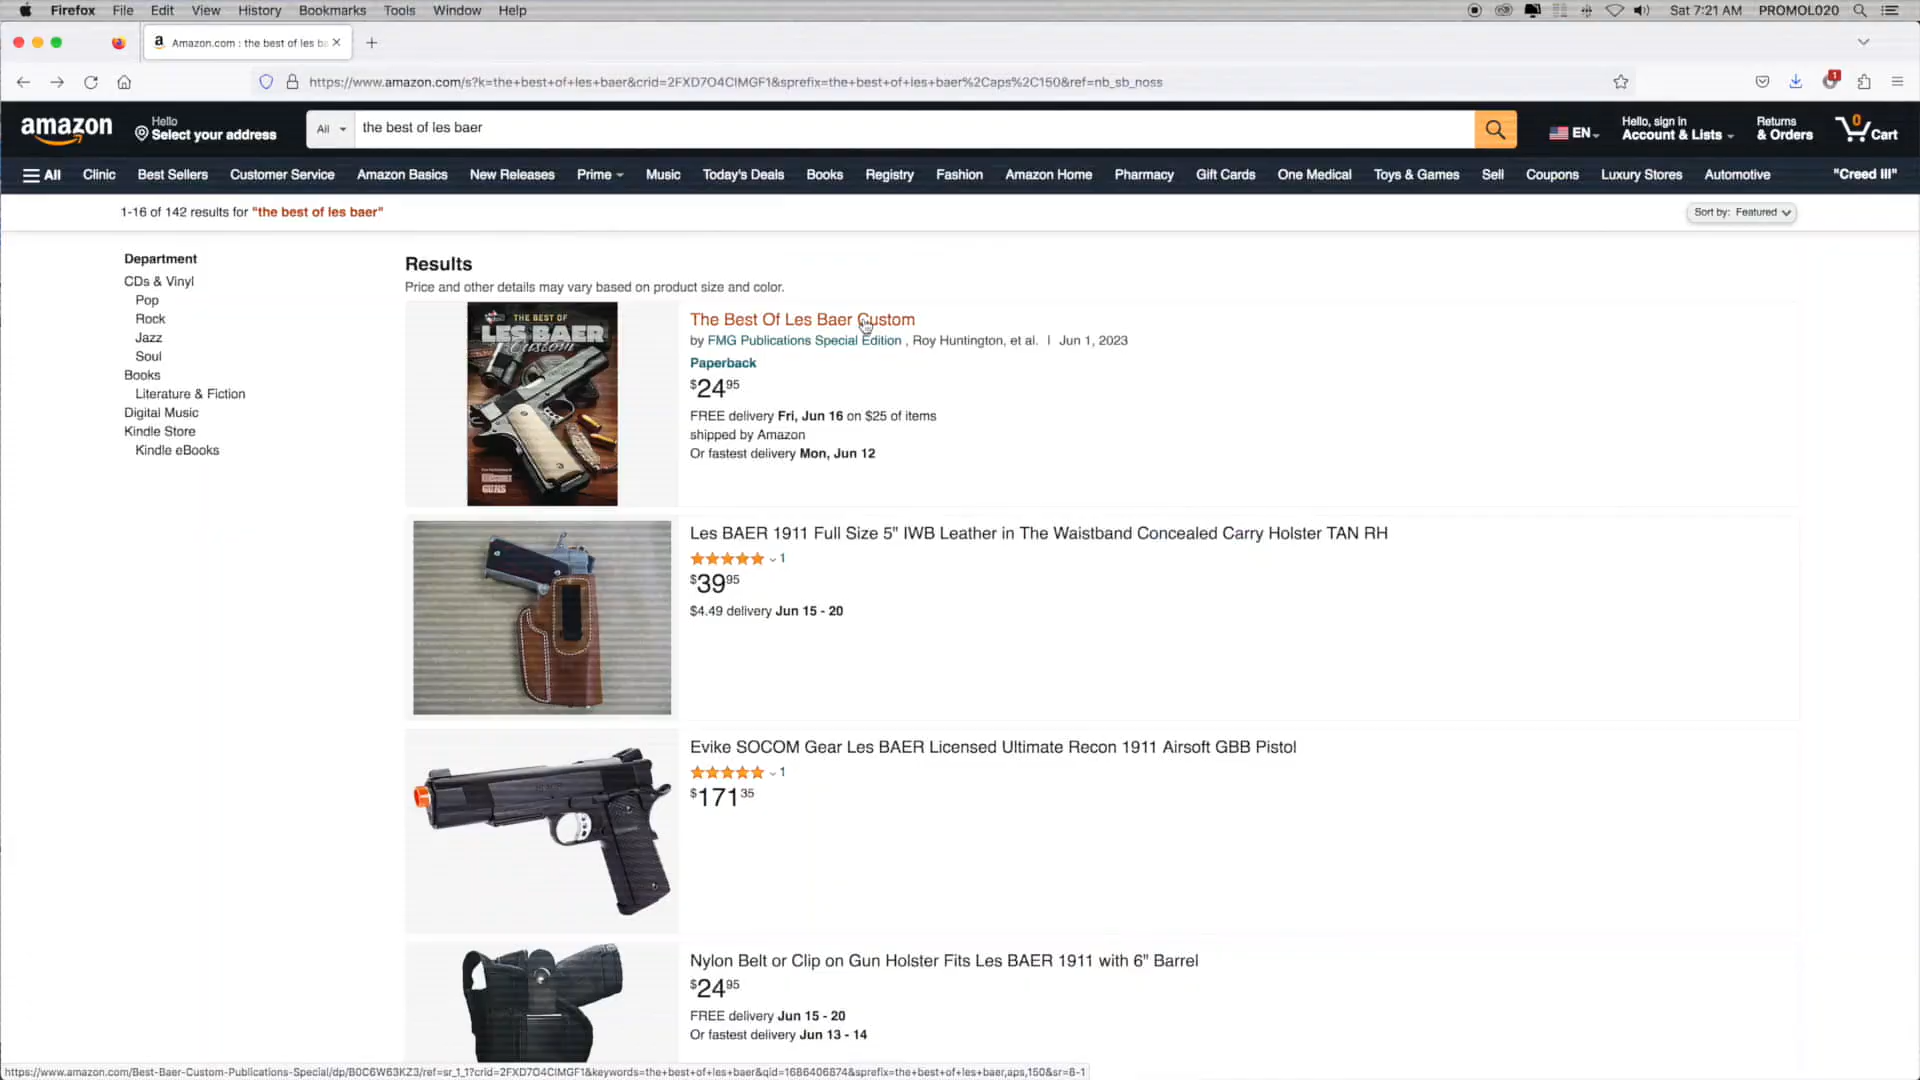 Firefox File Edit View History Bookmarks Tools Window Help
Sat 7:21 AM PROMOL020
Amazon.com : the best of les ba
https://www.amazon.com/s?k=the+best+of+les+baer&crid=2FXD7O4CIMGF1&sprefix=the+best+of+les+baer%2Caps%2C150&ref=nb_sb_noss
1
amazon
Hello
Select your address
All
the best of les baer
EN
Hello, sign in
Account & Lists
Returns
& Orders
0
Cart
All Clinic Best Sellers Customer Service Amazon Basics New Releases Prime Music Today's Deals Books Registry Fashion Amazon Home Pharmacy Gift Cards One Medical Toys & Games Sell Coupons Luxury Stores Automotive "Creed III"
1-16 of 142 results for "the best of les baer"
Sort by: Featured
Department
CDs & Vinyl
Pop
Rock
Jazz
Soul
Books
Literature & Fiction
Digital Music
Kindle Store
Kindle eBooks
Results
Price and other details may vary based on product size and color.
THE BEST OF
LES BAER
Custom
GUNS
The Best Of Les Baer Custom
by FMG Publications Special Edition , Roy Huntington, et al. | Jun 1, 2023
Paperback
$24 95
FREE delivery Fri, Jun 16 on $25 of items
shipped by Amazon
Or fastest delivery Mon, Jun 12
Les BAER 1911 Full Size 5" IWB Leather in The Waistband Concealed Carry Holster TAN RH
1
$39 95
$4.49 delivery Jun 15 - 20
Evike SOCOM Gear Les BAER Licensed Ultimate Recon 1911 Airsoft GBB Pistol
1
$171 35
Nylon Belt or Clip on Gun Holster Fits Les BAER 1911 with 6" Barrel
$24 95
FREE delivery Jun 15 - 20
Or fastest delivery Jun 13 - 14
https://www.amazon.com/Best-Baer-Custom-Publications-Special/dp/B0C6W63KZ3/ref=sr_1_1?crid=2FXD7O4CIMGF1&keywords=the+best+of+les+baer&qid=1686406874&sprefix=the+best+of+les+baer,aps,150&sr=8-1